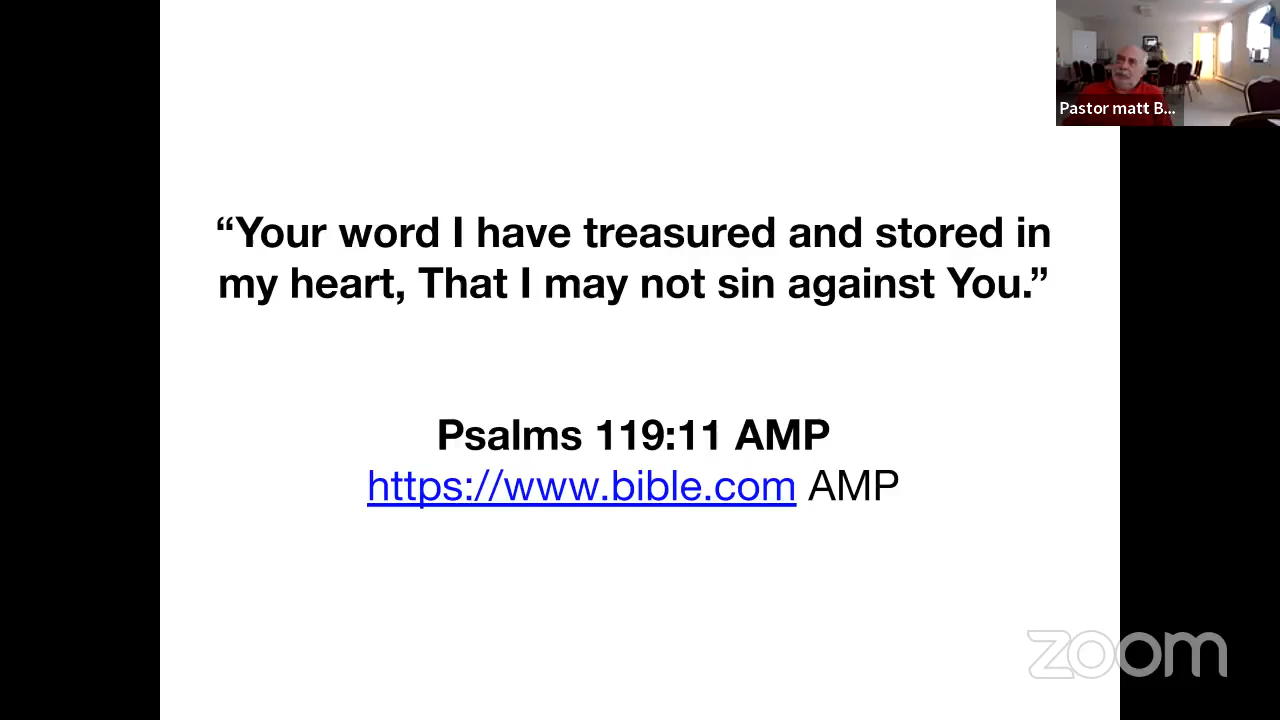 Pastor matt B...
“Your word I have treasured and stored in
my heart, That I may not sin against You.”
Psalms 119:11 AMP
https://www.bible.com AMP
zoom